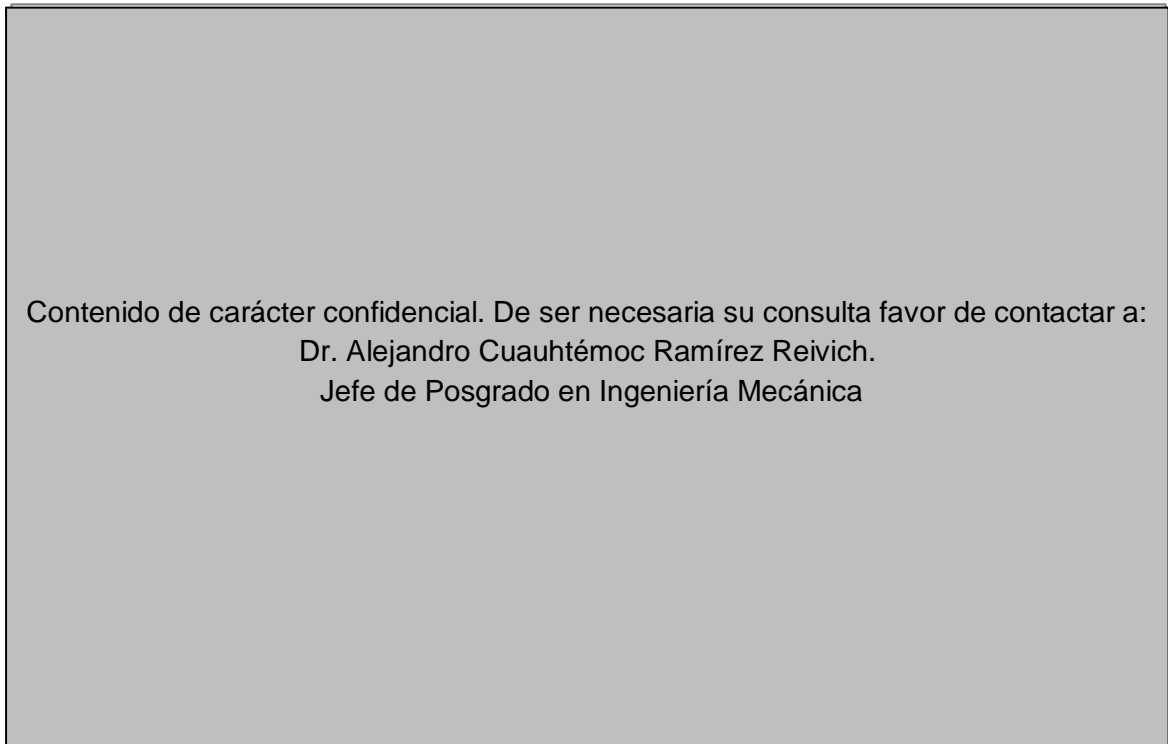 Contenido de carácter confidencial. De ser necesaria su consulta favor de contactar a:
Dr. Alejandro Cuauhtémoc Ramírez Reivich.
Jefe de Posgrado en Ingeniería Mecánica